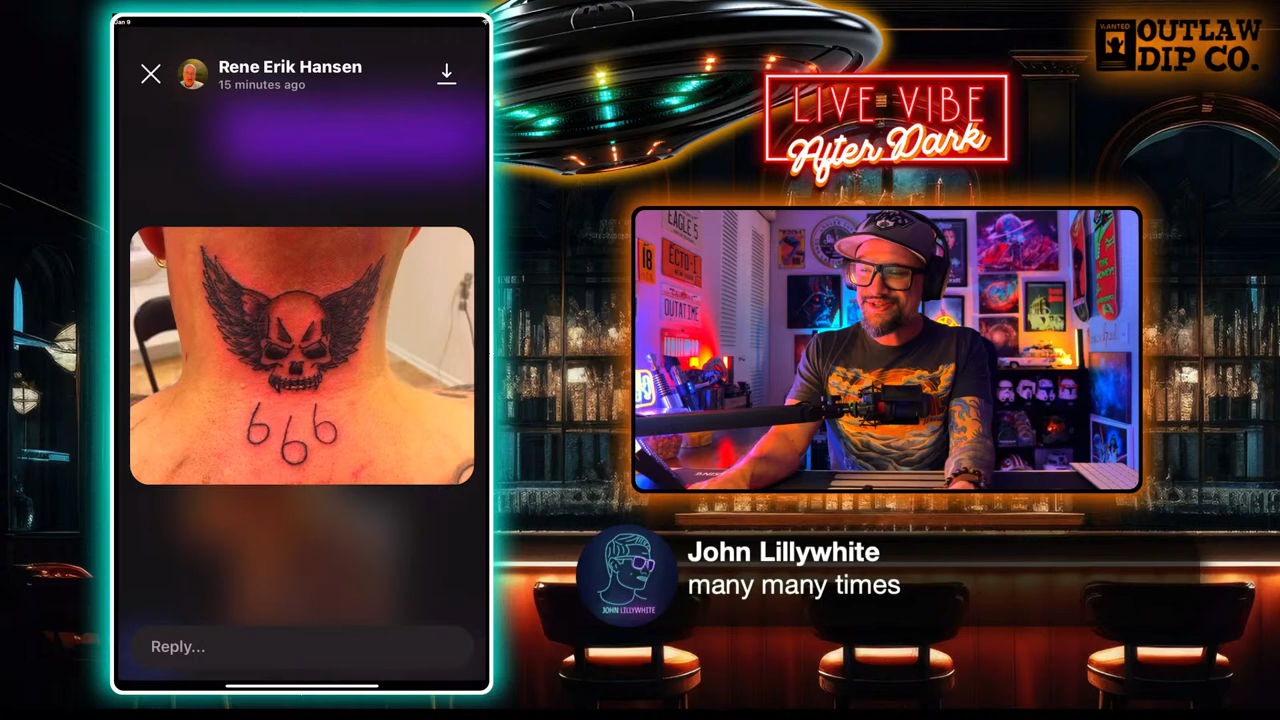 Jan 9
Rene Erik Hansen
15 minutes ago
666
Reply...
LIVE VIBE
After Dark
WANTED
OUTLAW
DIP CO.
EAGLE 5
18
ECTO-1
OUTATIME
John Lillywhite
many many times
JOHN LILLYWHITE